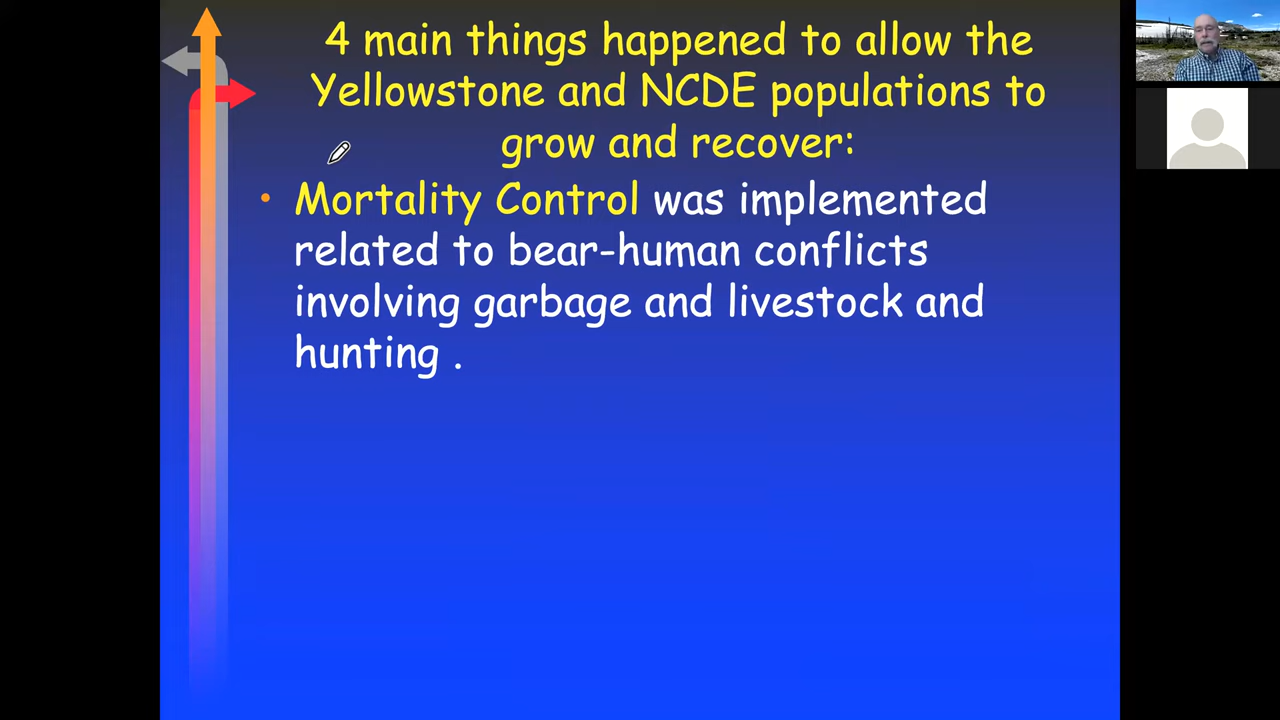 4 main things happened to allow the
Yellowstone and NCDE populations to
grow and recover:
• Mortality Control was implemented
related to bear-human conflicts
involving garbage and livestock and
hunting .